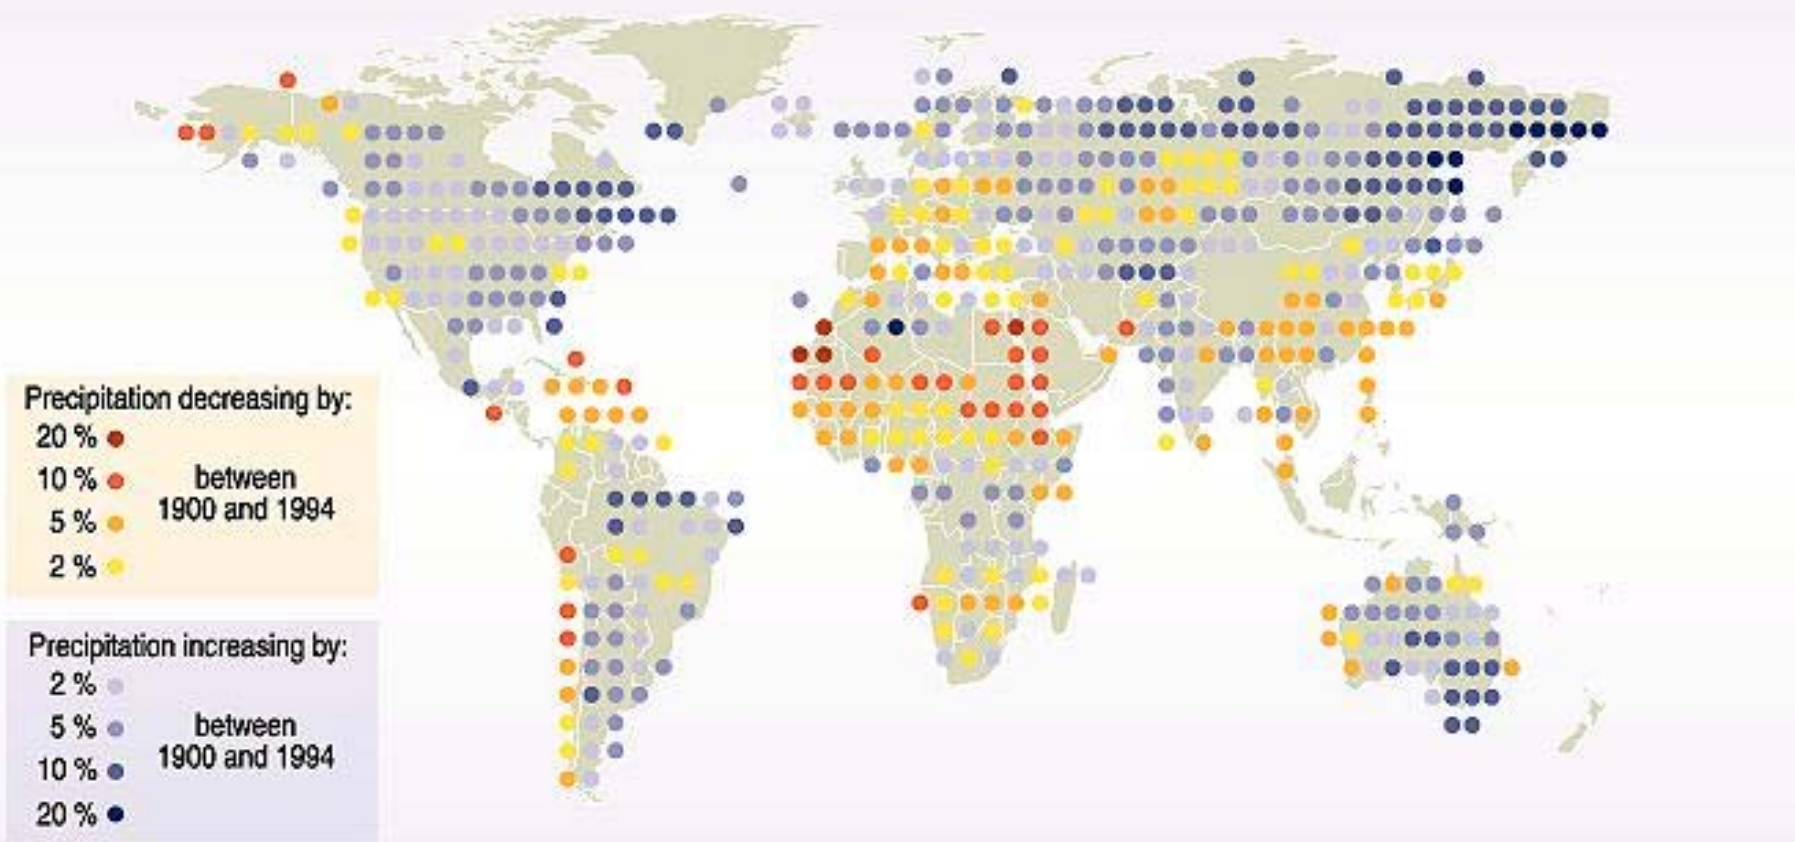 Precipitation decreasing by:
20 %
10 %
between
1900 and 1994
5 %
2 %
Precipitation increasing by:
2 %
5 %
between
1900 and 1994
10 %
20 %